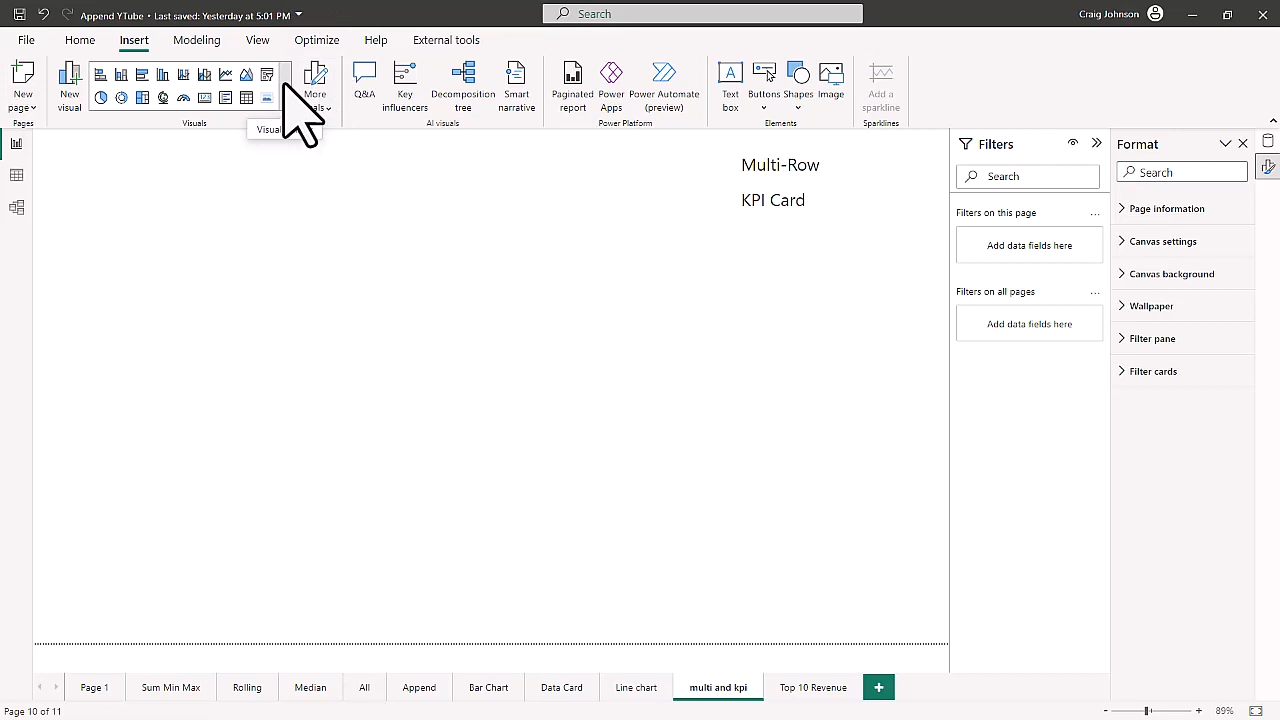 Append YTube • Last saved: Yesterday at 5:01 PM
Search
Craig Johnson
File
Home
Insert
Modeling
View
Optimize
Help
External tools
New page
New visual
More
Q&A
Key influencers
Decomposition tree
Smart narrative
Paginated report
Power Apps
Power Automate (preview)
Text box
Buttons
Shapes
Image
Add a sparkline
Pages
Visuals
AI visuals
Power Platform
Elements
Sparklines
Multi-Row
KPI Card
Filters
Search
Filters on this page
...
Add data fields here
Filters on all pages
...
Add data fields here
Format
Search
Page information
Canvas settings
Canvas background
Wallpaper
Filter pane
Filter cards
Page 1
Sum Min Max
Rolling
Median
All
Append
Bar Chart
Data Card
Line chart
multi and kpi
Top 10 Revenue
+
Page 10 of 11
- + 89%